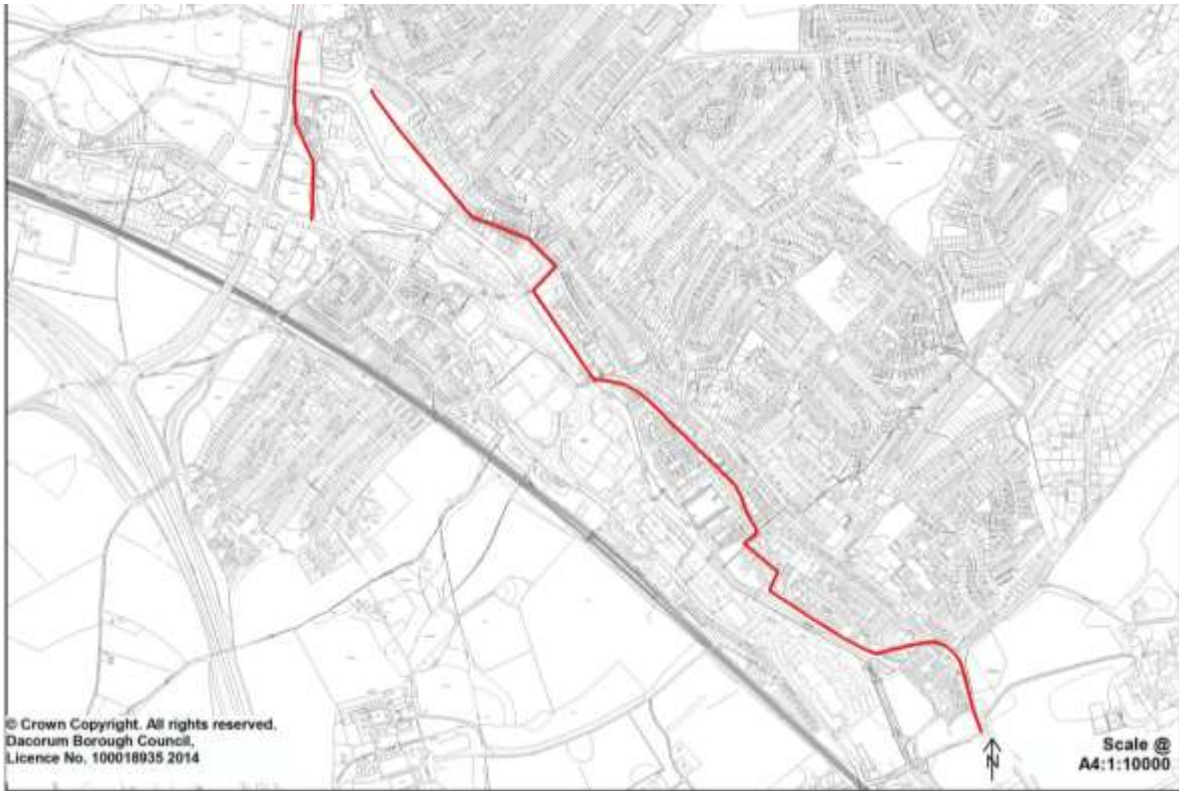 © Crown Copyright. All rights reserved.
Dacorum Borough Council,
Licence No. 100018935 2014
N
Scale @
A4:1:10000